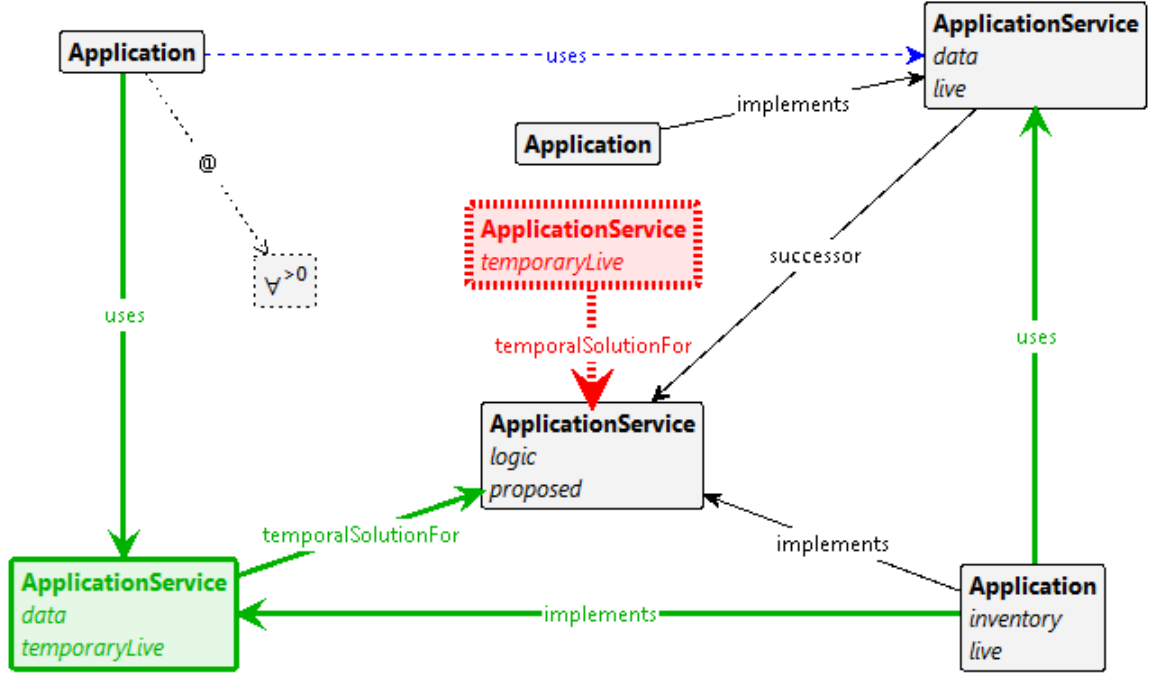 ApplicationService
data
live
Application
uses
implements
Application
@
ApplicationService
temporaryLive
successor
∀>0
uses
temporalSolutionFor
uses
ApplicationService
logic
proposed
temporalSolutionFor
implements
ApplicationService
data
temporaryLive
implements
Application
inventory
live